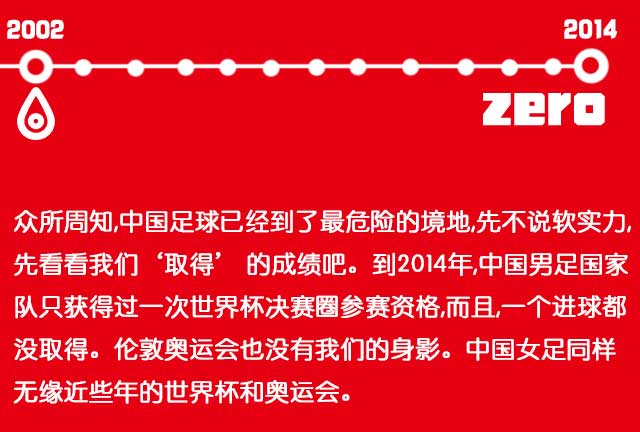 2002 2014
zero
众所周知,中国足球已经到了最危险的境地,先不说软实力,
先看看我们‘取得’的成绩吧。到2014年,中国男足国家
队只获得过一次世界杯决赛圈参赛资格,而且,一个进球都
没取得。伦敦奥运会也没有我们的身影。中国女足同样
无缘近些年的世界杯和奥运会。